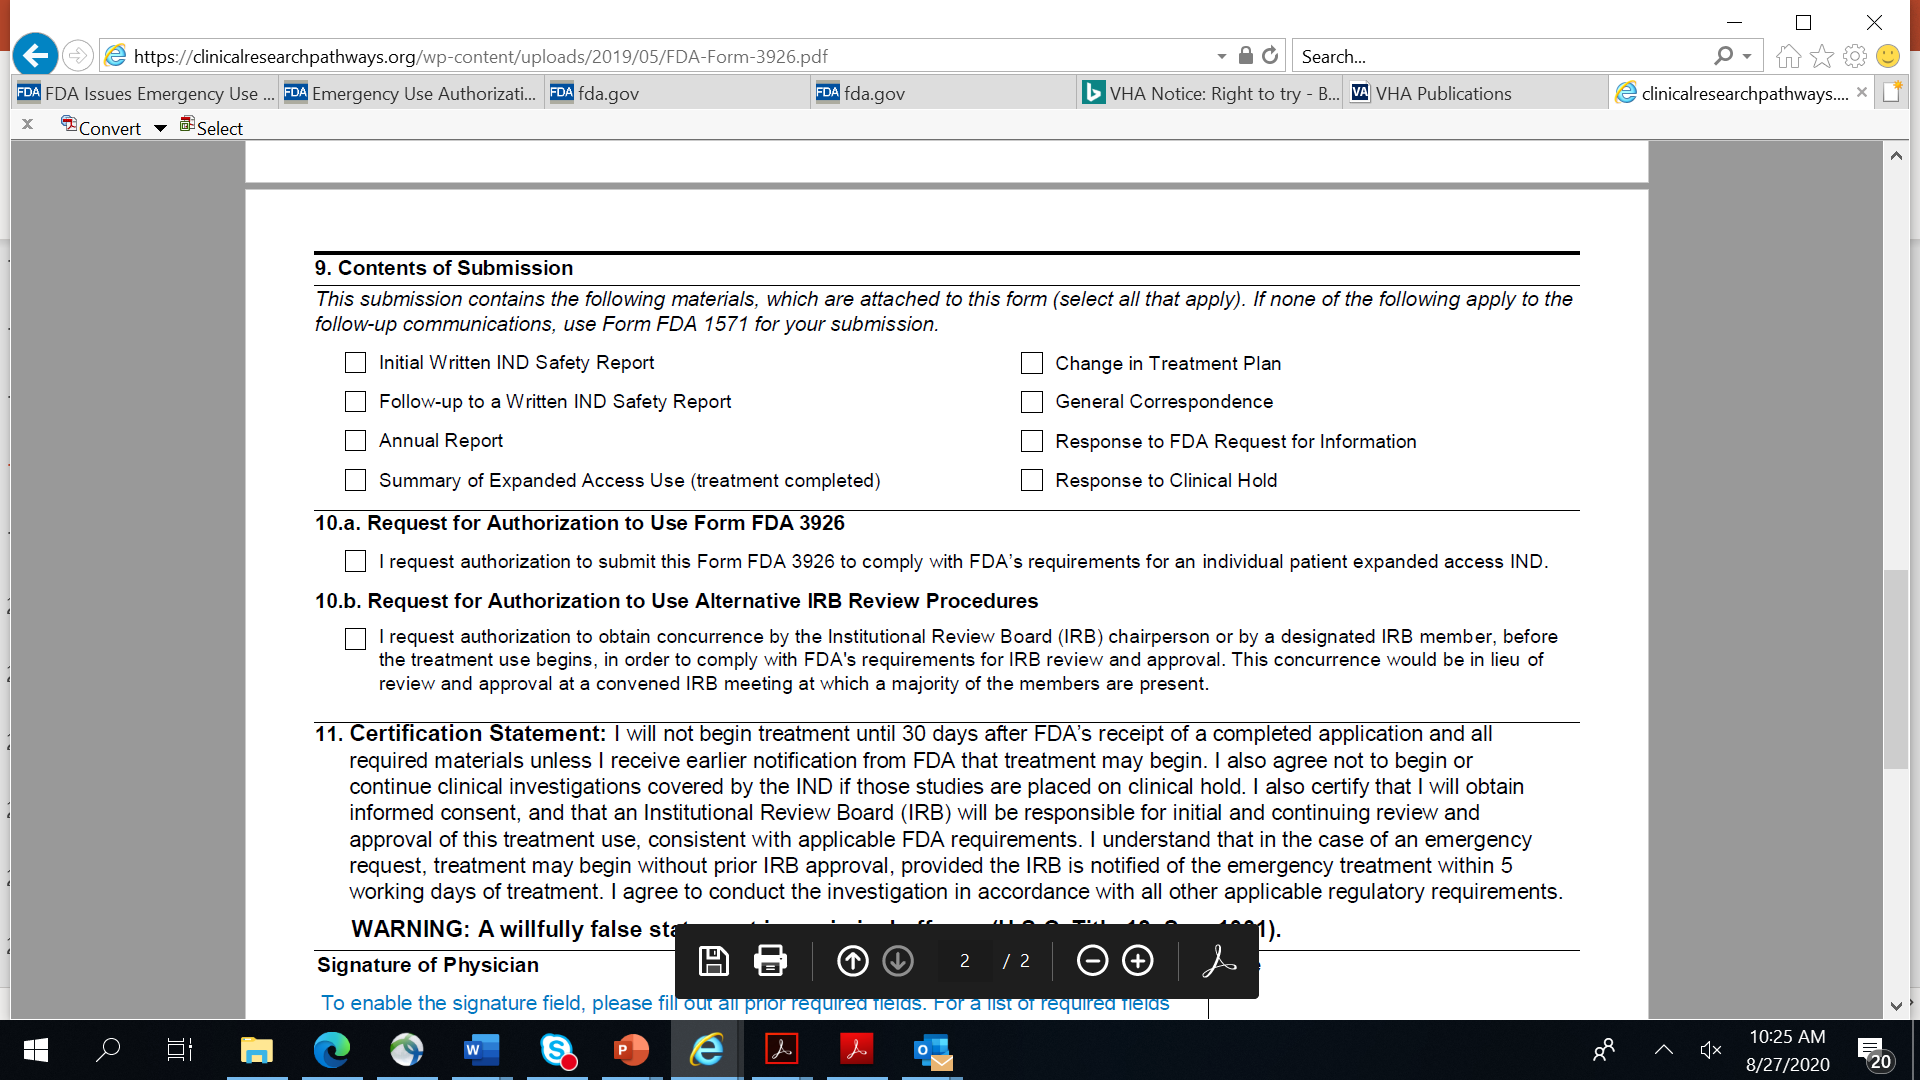 https://clinicalresearchpathways.org/wp-content/uploads/2019/05/FDA-Form-3926.pdf
Search...
FDA FDA Issues Emergency Use ...
FDA Emergency Use Authorizati...
FDA fda.gov
FDA fda.gov
VHA Notice: Right to try - B...
VA VHA Publications
clinicalresearchpathways....
x Convert Select
9. Contents of Submission
This submission contains the following materials, which are attached to this form (select all that apply). If none of the following apply to the
follow-up communications, use Form FDA 1571 for your submission.
Initial Written IND Safety Report
Change in Treatment Plan
Follow-up to a Written IND Safety Report
General Correspondence
Annual Report
Response to FDA Request for Information
Summary of Expanded Access Use (treatment completed)
Response to Clinical Hold
10.a. Request for Authorization to Use Form FDA 3926
I request authorization to submit this Form FDA 3926 to comply with FDA's requirements for an individual patient expanded access IND.
10.b. Request for Authorization to Use Alternative IRB Review Procedures
I request authorization to obtain concurrence by the Institutional Review Board (IRB) chairperson or by a designated IRB member, before
the treatment use begins, in order to comply with FDA's requirements for IRB review and approval. This concurrence would be in lieu of
review and approval at a convened IRB meeting at which a majority of the members are present.
11. Certification Statement: I will not begin treatment until 30 days after FDA's receipt of a completed application and all
required materials unless I receive earlier notification from FDA that treatment may begin. I also agree not to begin or
continue clinical investigations covered by the IND if those studies are placed on clinical hold. I also certify that I will obtain
informed consent, and that an Institutional Review Board (IRB) will be responsible for initial and continuing review and
approval of this treatment use, consistent with applicable FDA requirements. I understand that in the case of an emergency
request, treatment may begin without prior IRB approval, provided the IRB is notified of the emergency treatment within 5
working days of treatment. I agree to conduct the investigation in accordance with all other applicable regulatory requirements.
WARNING: A willfully false
Signature of Physician
2 / 2
To enable the signature field, please fill out all prior required fields. For a list of required fields
10:25 AM
8/27/2020
20